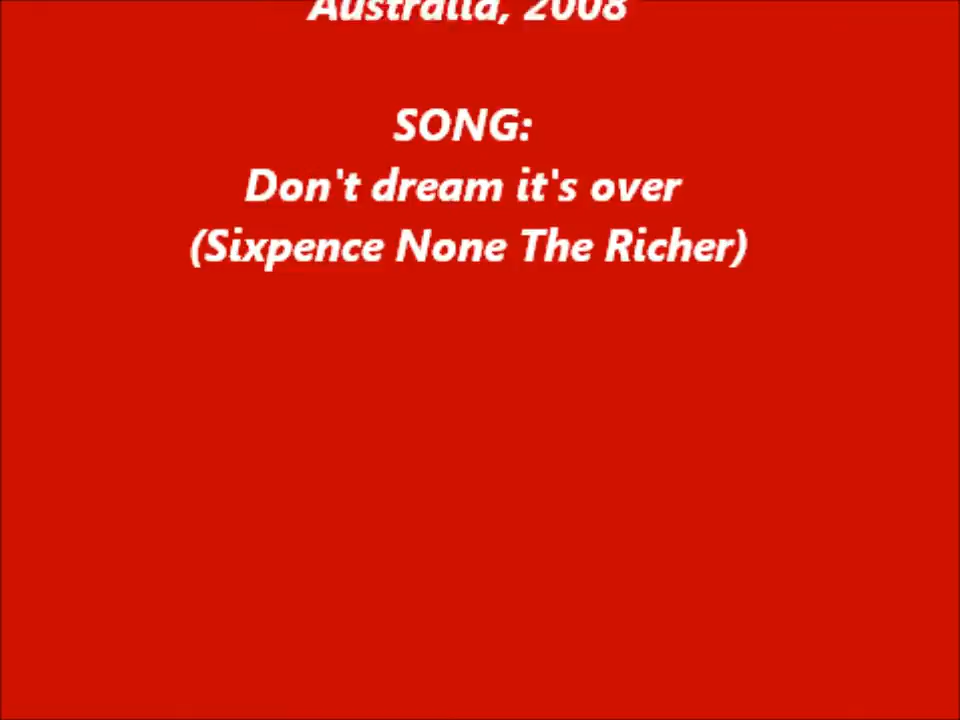 Australia, 2008
SONG:
Don't dream it's over
(Sixpence None The Richer)